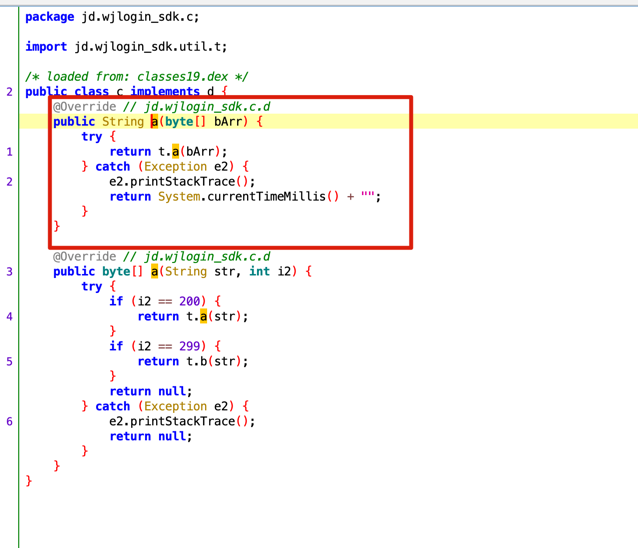 package jd.wjlogin_sdk.c;
import jd.wjlogin_sdk.util.t;
/* loaded from: classes19.dex */
2 public class c implements d {
@Override // jd.wjlogin_sdk.c.d
public String a(byte[] bArr) {
try {
1 return t.a(bArr);
} catch (Exception e2) {
2 e2.printStackTrace();
return System.currentTimeMillis() + "";
}
}
@Override // jd.wjlogin_sdk.c.d
3 public byte[] a(String str, int i2) {
try {
if (i2 == 200) {
4 return t.a(str);
}
if (i2 == 299) {
5 return t.b(str);
}
return null;
} catch (Exception e2) {
6 e2.printStackTrace();
return null;
}
}
}